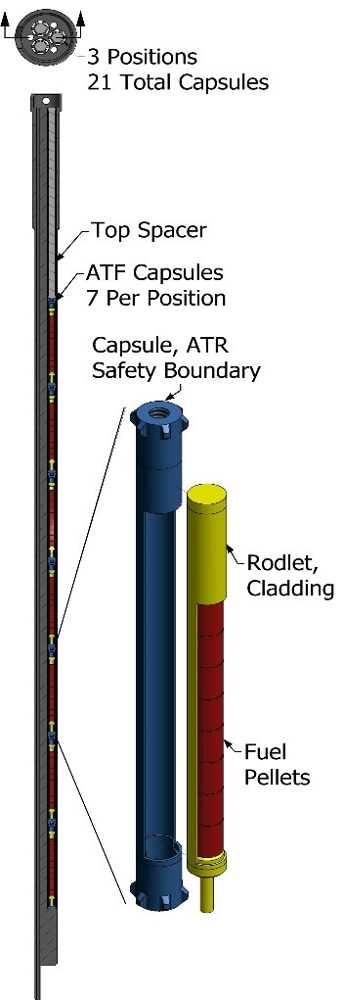 3 Positions
21 Total Capsules
Top Spacer
ATF Capsules
7 Per Position
Capsule, ATR
Safety Boundary
Rodlet,
Cladding
Fuel
Pellets